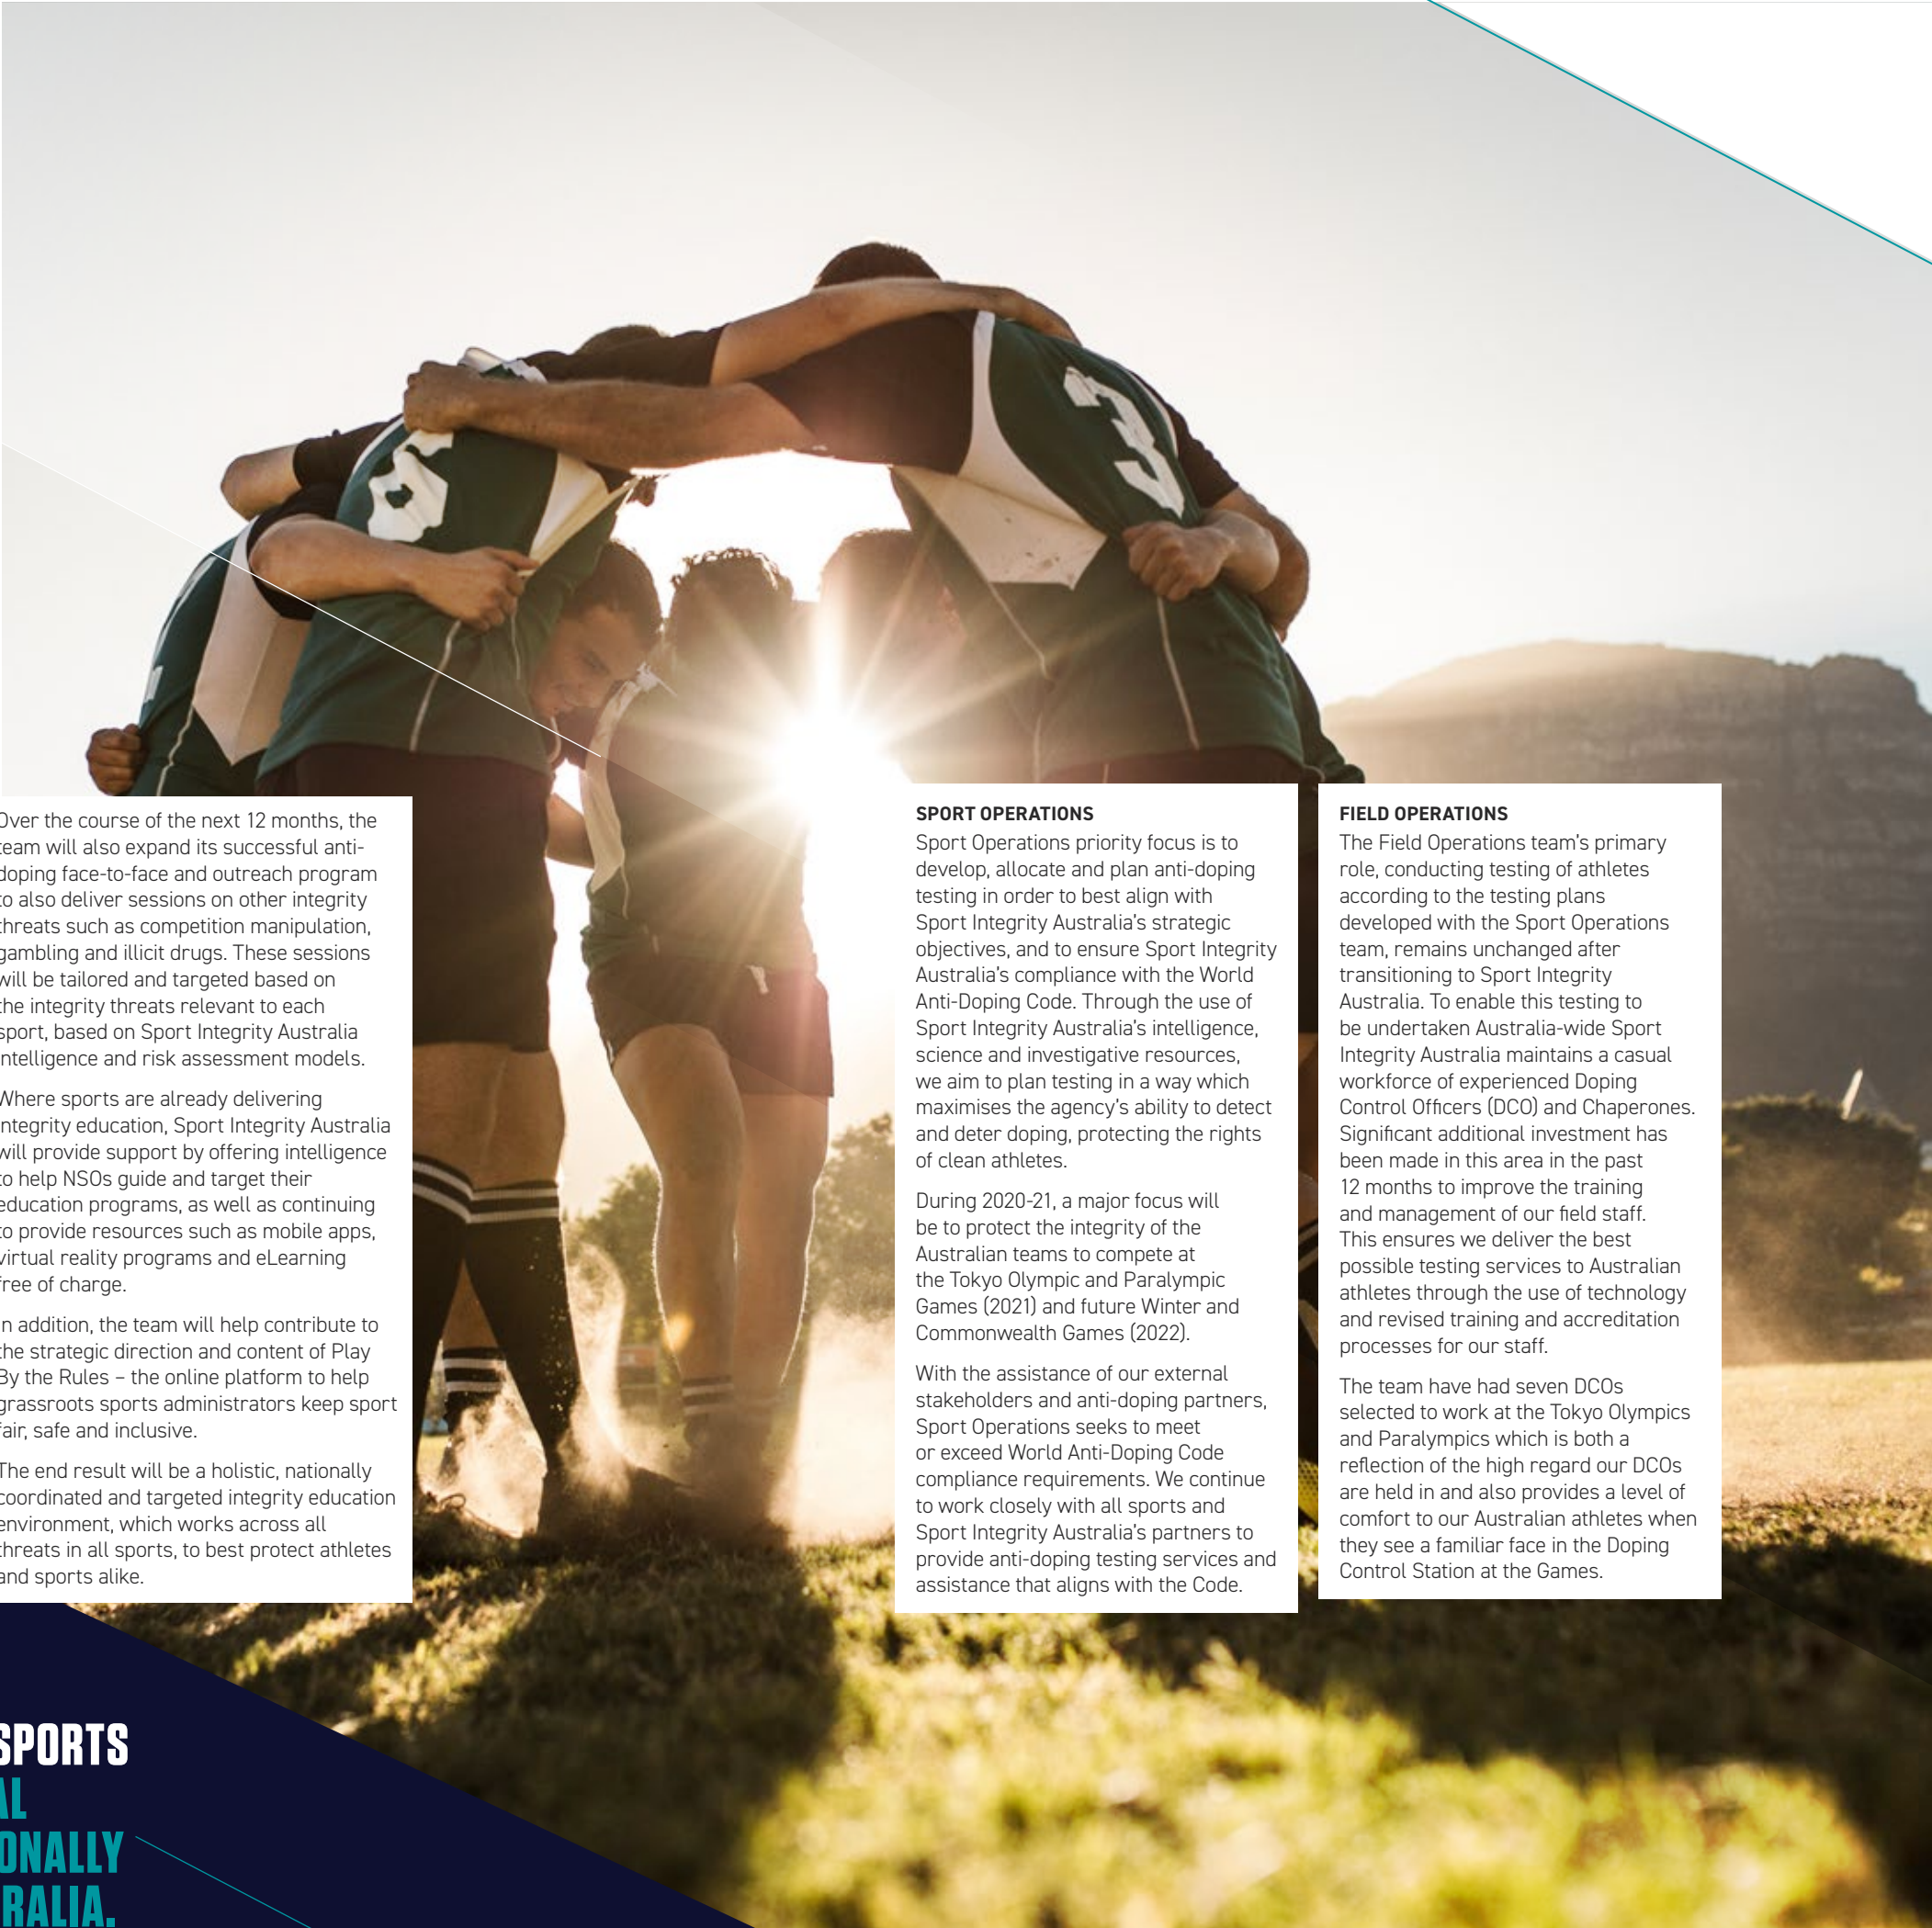 3
Over the course of the next 12 months, the
team will also expand its successful anti-
doping face-to-face and outreach program
to also deliver sessions on other integrity
threats such as competition manipulation,
gambling and illicit drugs. These sessions
will be tailored and targeted based on
the integrity threats relevant to each
sport, based on Sport Integrity Australia
intelligence and risk assessment models.
Where sports are already delivering
integrity education, Sport Integrity Australia
will provide support by offering intelligence
to help NSOs guide and target their
education programs, as well as continuing
to provide resources such as mobile apps,
virtual reality programs and eLearning
free of charge.
In addition, the team will help contribute to
the strategic direction and content of Play
By the Rules – the online platform to help
grassroots sports administrators keep sport
fair, safe and inclusive.
The end result will be a holistic, nationally
coordinated and targeted integrity education
environment, which works across all
threats in all sports, to best protect athletes
and sports alike.
SPORT OPERATIONS
Sport Operations priority focus is to
develop, allocate and plan anti-doping
testing in order to best align with
Sport Integrity Australia's strategic
objectives, and to ensure Sport Integrity
Australia's compliance with the World
Anti-Doping Code. Through the use of
Sport Integrity Australia's intelligence,
science and investigative resources,
we aim to plan testing in a way which
maximises the agency's ability to detect
and deter doping, protecting the rights
of clean athletes.
During 2020-21, a major focus will
be to protect the integrity of the
Australian teams to compete at
the Tokyo Olympic and Paralympic
Games (2021) and future Winter and
Commonwealth Games (2022).
With the assistance of our external
stakeholders and anti-doping partners,
Sport Operations seeks to meet
or exceed World Anti-Doping Code
compliance requirements. We continue
to work closely with all sports and
Sport Integrity Australia's partners to
provide anti-doping testing services and
assistance that aligns with the Code.
FIELD OPERATIONS
The Field Operations team's primary
role, conducting testing of athletes
according to the testing plans
developed with the Sport Operations
team, remains unchanged after
transitioning to Sport Integrity
Australia. To enable this testing to
be undertaken Australia-wide Sport
Integrity Australia maintains a casual
workforce of experienced Doping
Control Officers (DCO) and Chaperones.
Significant additional investment has
been made in this area in the past
12 months to improve the training
and management of our field staff.
This ensures we deliver the best
possible testing services to Australian
athletes through the use of technology
and revised training and accreditation
processes for our staff.
The team have had seven DCOs
selected to work at the Tokyo Olympics
and Paralympics which is both a
reflection of the high regard our DCOs
are held in and also provides a level of
comfort to our Australian athletes when
they see a familiar face in the Doping
Control Station at the Games.
SPORTS
AL
ONALLY
RALIA.